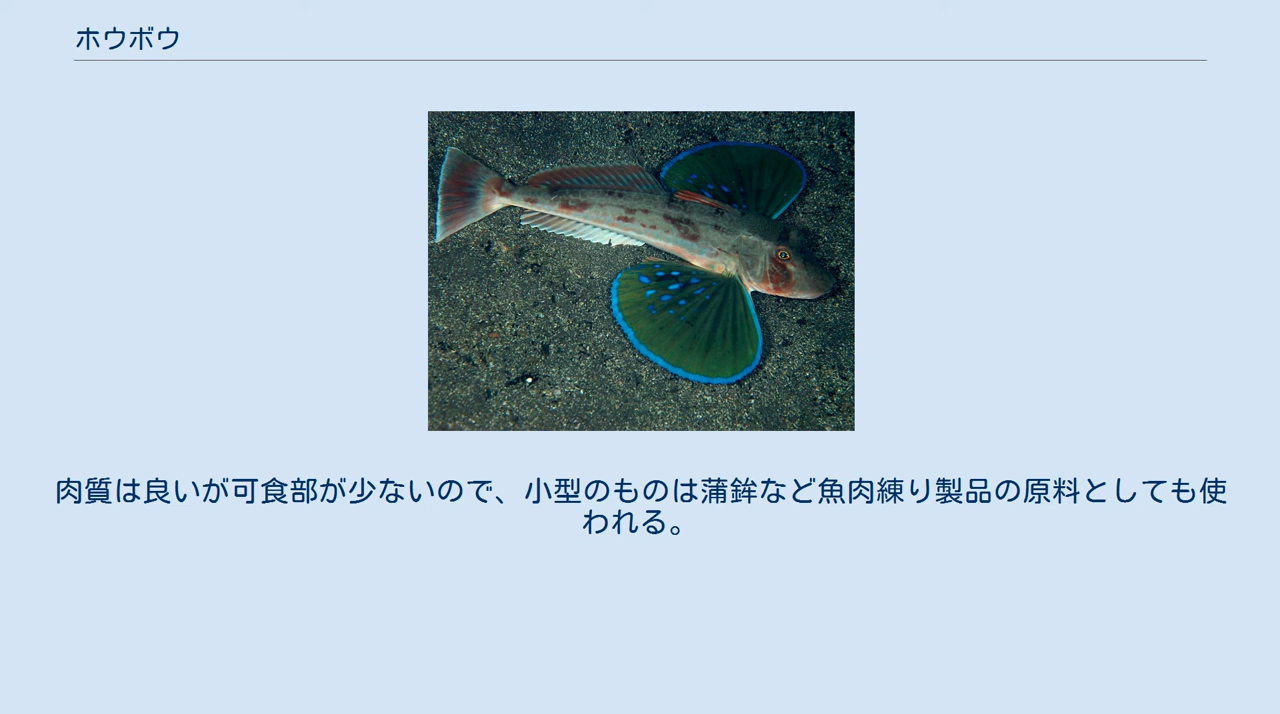 ホウボウ
肉質は良いが可食部が少ないので、小型のものは蒲鉾など魚肉練り製品の原料としても使
われる。